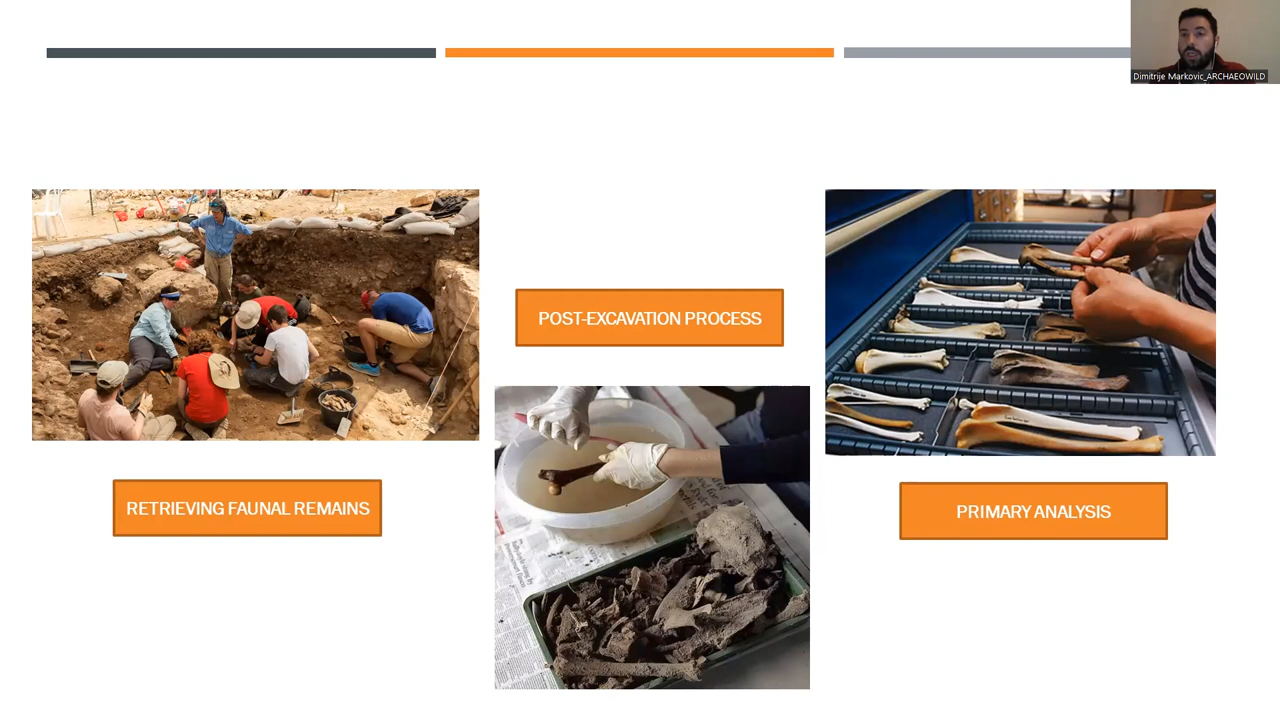 Dimitrije Markovic_ARCHAEOWILD
POST-EXCAVATION PROCESS
RETRIEVING FAUNAL REMAINS
PRIMARY ANALYSIS